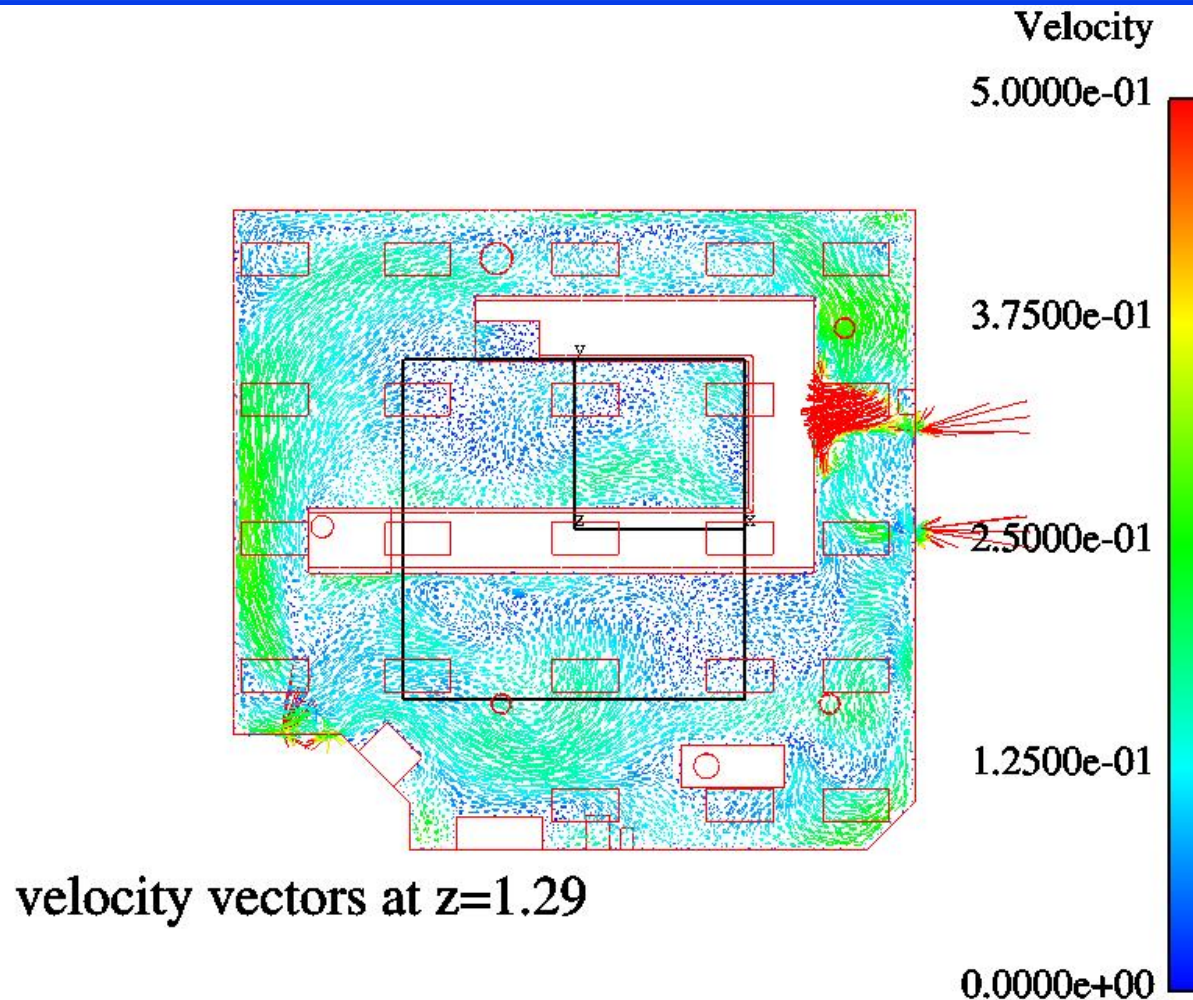 Velocity
5.0000e-01
3.7500e-01
y
z
x
2.5000e-01
1.2500e-01
velocity vectors at z=1.29
0.0000e+00